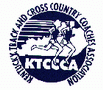 KENTUCKY TRACK AND CROSS COUNTRY COACHES ASSOCIATION
KTCCCA